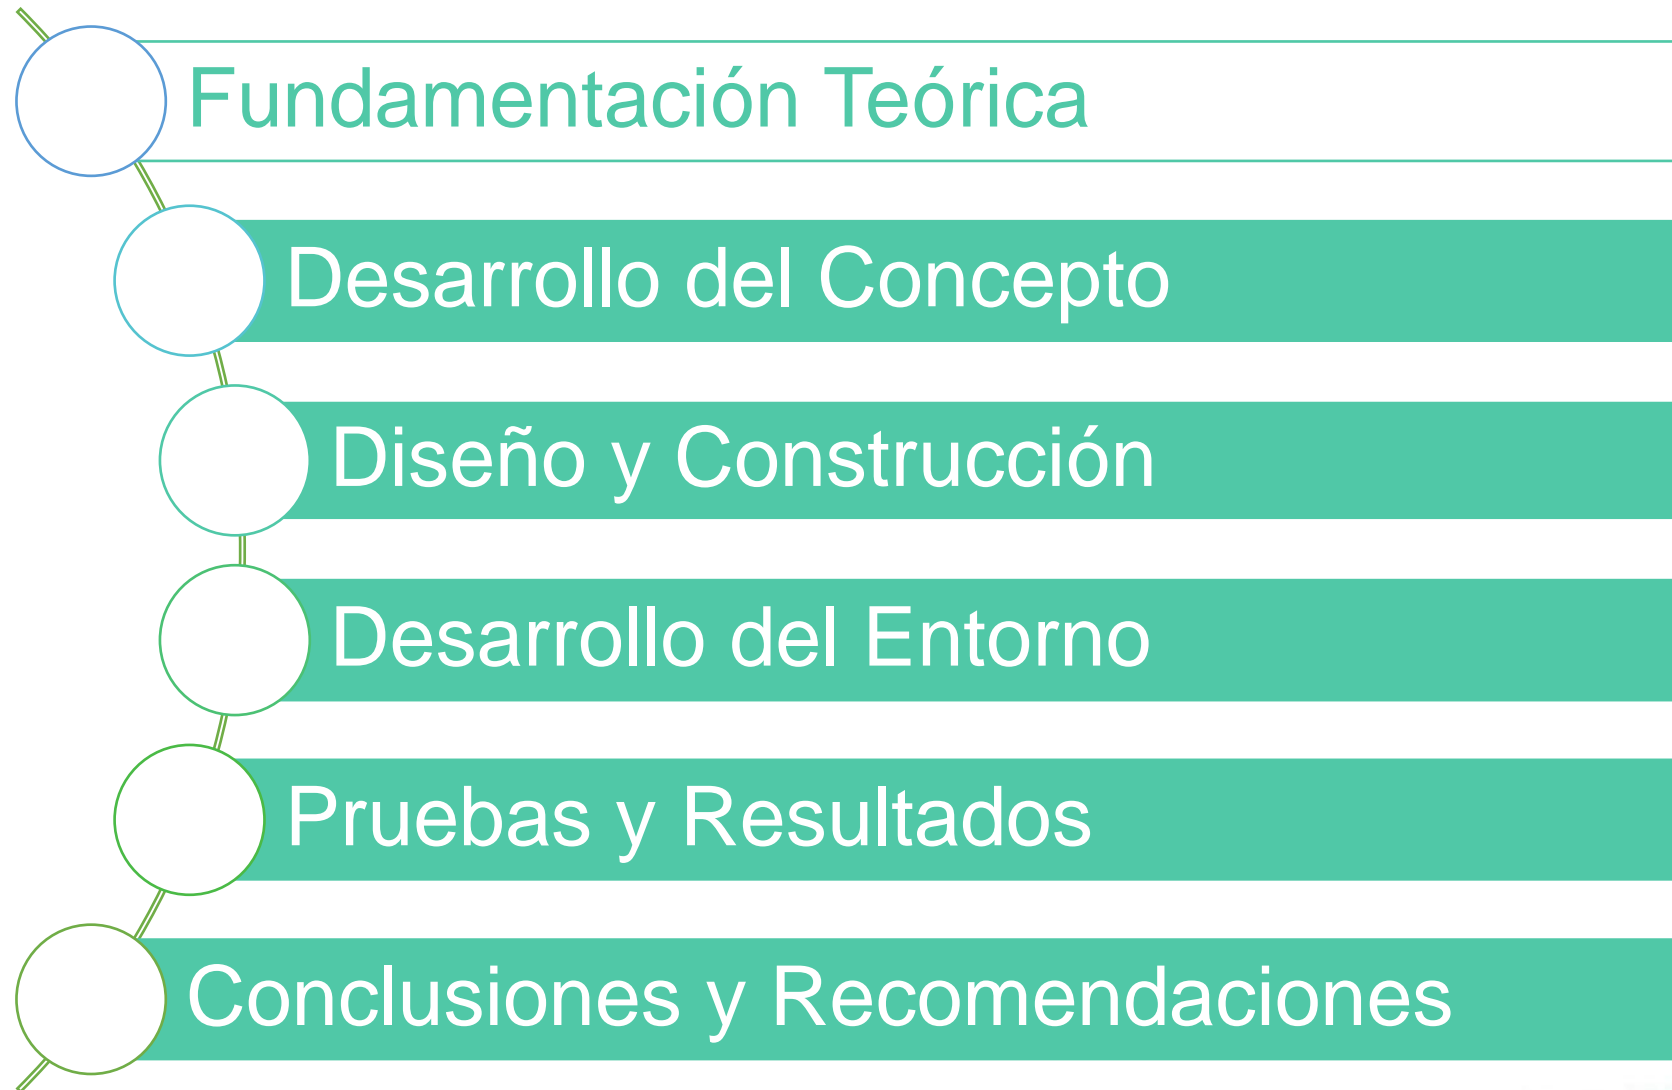 Fundamentación Teórica
Desarrollo del Concepto
Diseño y Construcción
Desarrollo del Entorno
Pruebas y Resultados
Conclusiones y Recomendaciones